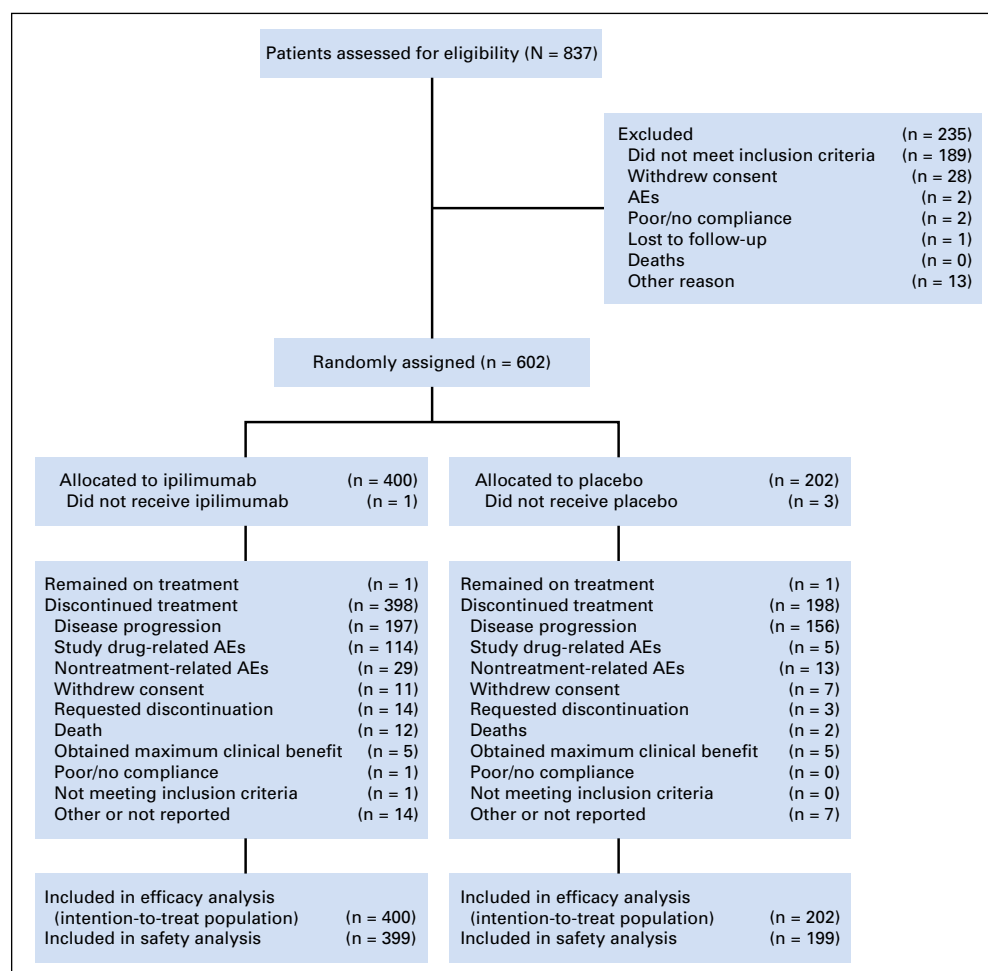 Patients assessed for eligibility (N = 837)
Excluded (n = 235)
Did not meet inclusion criteria (n = 189)
Withdrew consent (n = 28)
AEs (n = 2)
Poor/no compliance (n = 2)
Lost to follow-up (n = 1)
Deaths (n = 0)
Other reason (n = 13)
Randomly assigned (n = 602)
Allocated to ipilimumab (n = 400)
Did not receive ipilimumab (n = 1)
Allocated to placebo (n = 202)
Did not receive placebo (n = 3)
Remained on treatment (n = 1)
Discontinued treatment (n = 398)
Disease progression (n = 197)
Study drug-related AEs (n = 114)
Nontreatment-related AEs (n = 29)
Withdrew consent (n = 11)
Requested discontinuation (n = 14)
Death (n = 12)
Obtained maximum clinical benefit (n = 5)
Poor/no compliance (n = 1)
Not meeting inclusion criteria (n = 1)
Other or not reported (n = 14)
Remained on treatment (n = 1)
Discontinued treatment (n = 198)
Disease progression (n = 156)
Study drug-related AEs (n = 5)
Nontreatment-related AEs (n = 13)
Withdrew consent (n = 7)
Requested discontinuation (n = 3)
Deaths (n = 2)
Obtained maximum clinical benefit (n = 5)
Poor/no compliance (n = 0)
Not meeting inclusion criteria (n = 0)
Other or not reported (n = 7)
Included in efficacy analysis
(intention-to-treat population) (n = 400)
Included in safety analysis (n = 399)
Included in efficacy analysis
(intention-to-treat population) (n = 202)
Included in safety analysis (n = 199)